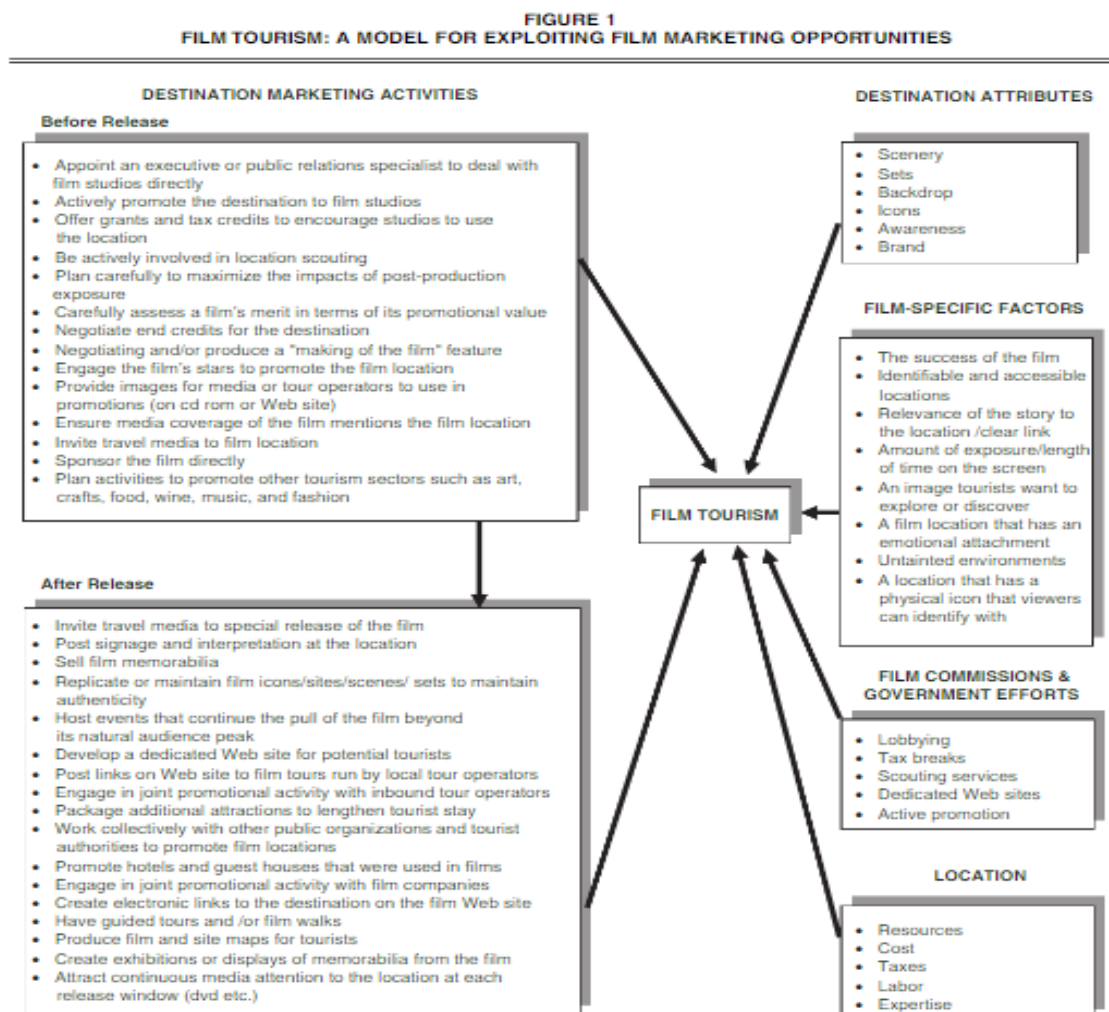 FIGURE 1
FILM TOURISM: A MODEL FOR EXPLOITING FILM MARKETING OPPORTUNITIES
DESTINATION MARKETING ACTIVITIES
Before Release
• Appoint an executive or public relations specialist to deal with
film studios directly
• Actively promote the destination to film studios
• Offer grants and tax credits to encourage studios to use
the location
• Be actively involved in location scouting
• Plan carefully to maximize the impacts of post-production
exposure
• Carefully assess a film's merit in terms of its promotional value
• Negotiate end credits for the destination
• Negotiating and/or produce a "making of the film" feature
• Engage the film's stars to promote the film location
• Provide images for media or tour operators to use in
promotions (on cd rom or Web site)
• Ensure media coverage of the film mentions the film location
• Invite travel media to film location
• Sponsor the film directly
• Plan activities to promote other tourism sectors such as art,
crafts, food, wine, music, and fashion
After Release
• Invite travel media to special release of the film
• Post signage and interpretation at the location
• Sell film memorabilia
• Replicate or maintain film icons/sites/scenes/ sets to maintain
authenticity
• Host events that continue the pull of the film beyond
its natural audience peak
• Develop a dedicated Web site for potential tourists
• Post links on Web site to film tours run by local tour operators
• Engage in joint promotional activity with inbound tour operators
• Package additional attractions to lengthen tourist stay
• Work collectively with other public organizations and tourist
authorities to promote film locations
• Promote hotels and guest houses that were used in films
• Engage in joint promotional activity with film companies
• Create electronic links to the destination on the film Web site
• Have guided tours and /or film walks
• Produce film and site maps for tourists
• Create exhibitions or displays of memorabilia from the film
• Attract continuous media attention to the location at each
release window (dvd etc.)
FILM TOURISM
DESTINATION ATTRIBUTES
• Scenery
• Sets
• Backdrop
• Icons
• Awareness
• Brand
FILM-SPECIFIC FACTORS
• The success of the film
• Identifiable and accessible
locations
• Relevance of the story to
the location /clear link
• Amount of exposure/length
of time on the screen
• An image tourists want to
explore or discover
• A film location that has an
emotional attachment
• Untainted environments
• A location that has a
physical icon that viewers
can identify with
FILM COMMISSIONS &
GOVERNMENT EFFORTS
• Lobbying
• Tax breaks
• Scouting services
• Dedicated Web sites
• Active promotion
LOCATION
• Resources
• Cost
• Taxes
• Labor
• Expertise